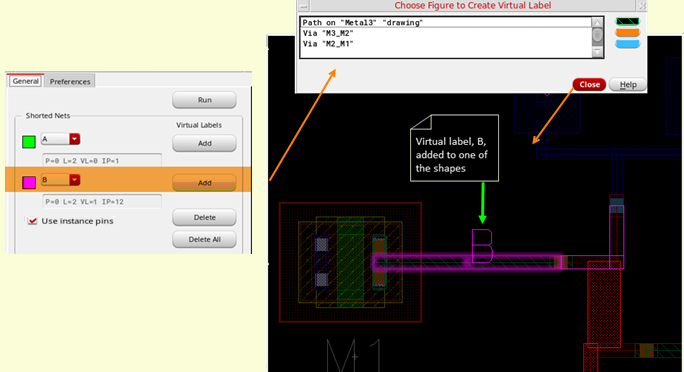 Choose Figure to Create Virtual Label
Path on "Metal3" "drawing"
Via "M3_M2"
Via "M2_M1"
Close
Help
General
Preferences
Run
Shorted Nets
Virtual Labels
A
Add
P=0 L=2 VL=0 IP=1
B
Add
P=0 L=2 VL=1 IP=12
Use instance pins
Delete
Delete All
Virtual label, B,
added to one of
the shapes
B
M1